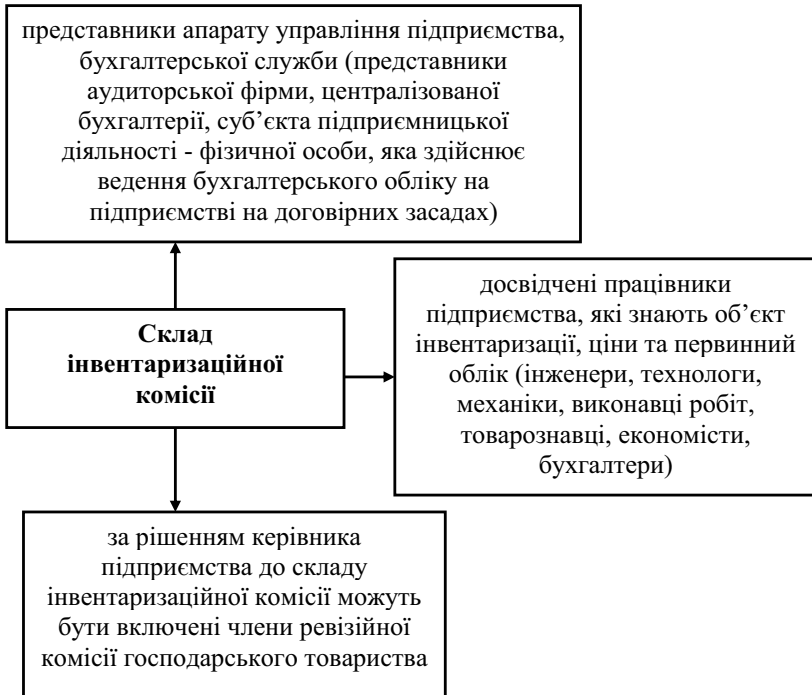 представники апарату управління підприємства,
бухгалтерської служби (представники
аудиторської фірми, централізованої
бухгалтерії, суб’єкта підприємницької
діяльності - фізичної особи, яка здійснює
ведення бухгалтерського обліку на
підприємстві на договірних засадах)
Склад
інвентаризаційної
комісії
досвідчені працівники
підприємства, які знають об’єкт
інвентаризації, ціни та первинний
облік (інженери, технологи,
механіки, виконавці робіт,
товарознавці, економісти,
бухгалтери)
за рішенням керівника
підприємства до складу
інвентаризаційної комісії можуть
бути включені члени ревізійної
комісії господарського товариства